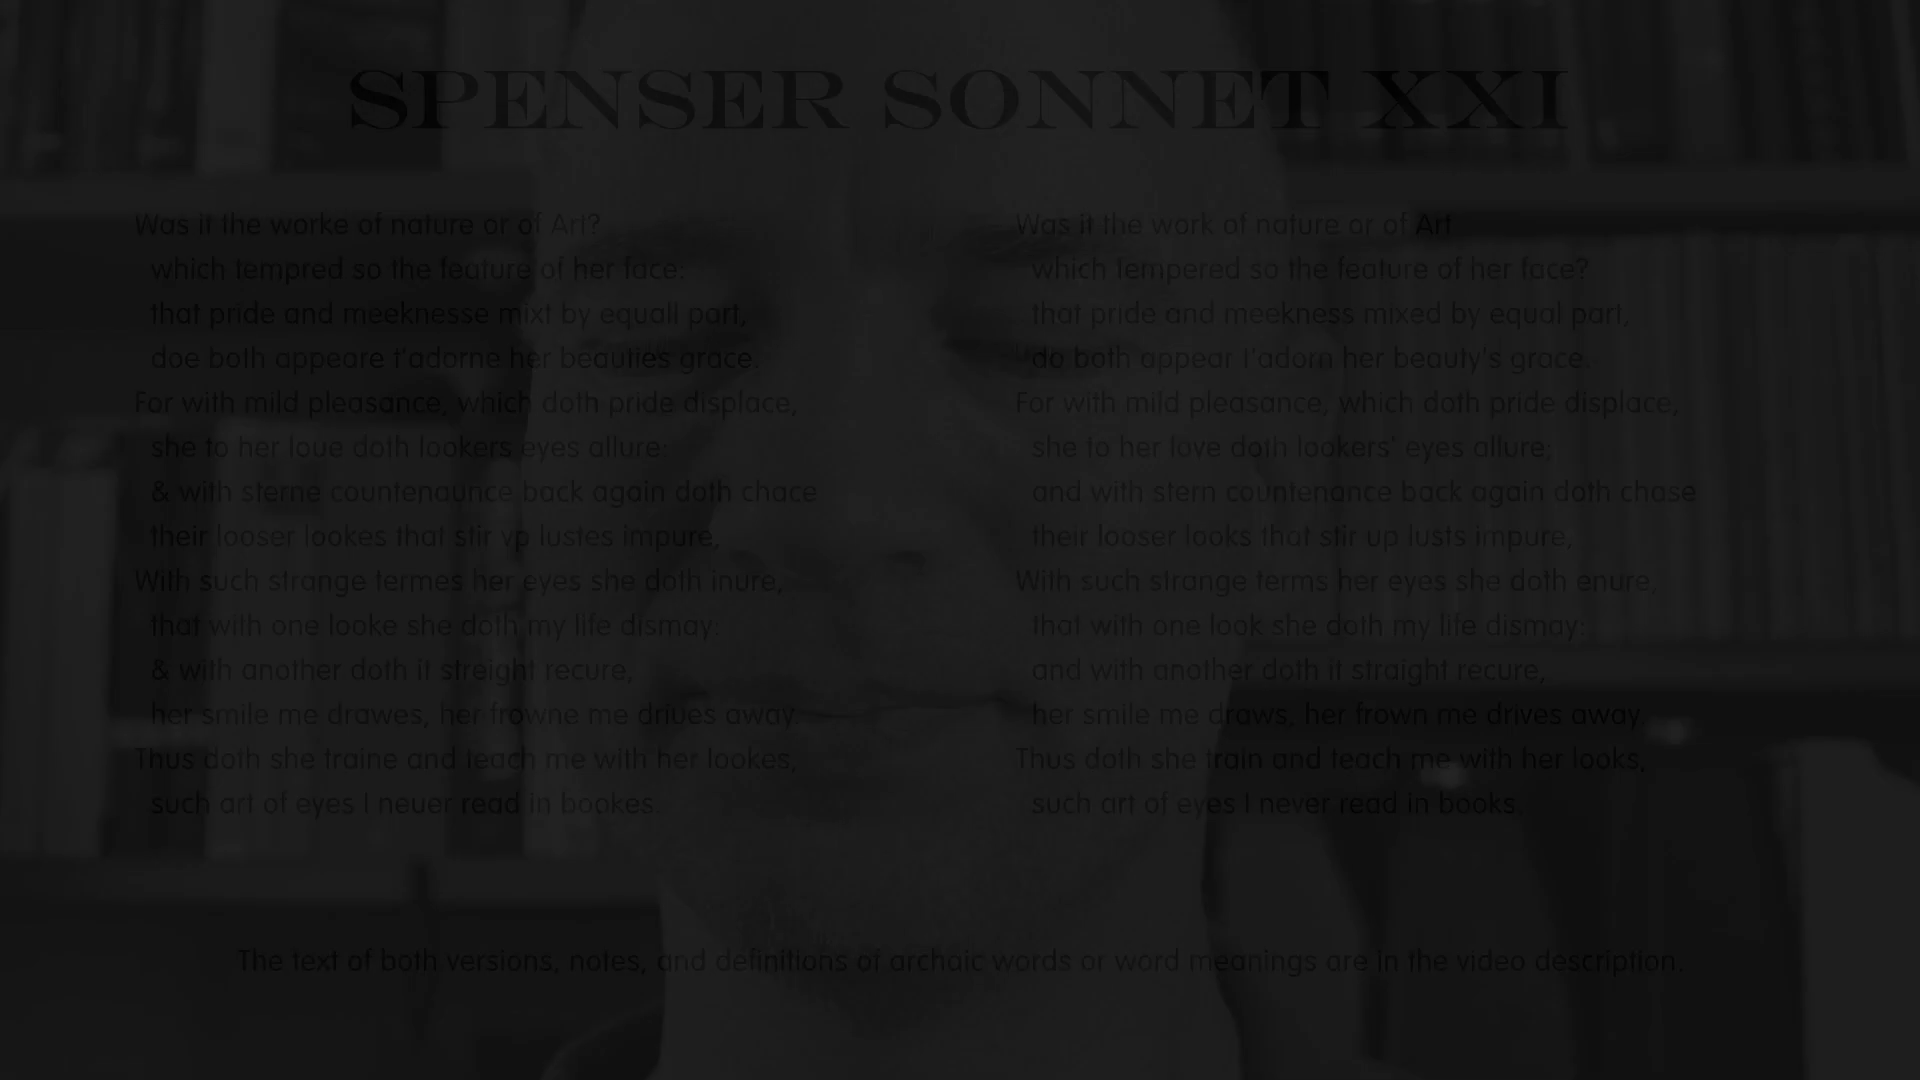 SPENSER SONNET XXI
Was it the worke of nature or of Art?
which tempred so the feature of her face:
that pride and meeknesse mixt by equall part,
doe both appeare t'adorne her beauties grace.
For with mild pleasance, which doth pride displace,
she to her loue doth lookers eyes allure:
& with sterne countenaunce back again doth chace
their looser lookes that stir vp lustes impure,
With such strange termes her eyes she doth inure,
that with one looke she doth my life dismay:
& with another doth it streight recure,
her smile me drawes, her frowne me driues away.
Thus doth she traine and teach me with her lookes,
such art of eyes I neuer read in bookes.
Was it the work of nature or of Art
which tempered so the feature of her face?
that pride and meekness mixed by equal part,
do both appear t'adorn her beauty's grace.
For with mild pleasance, which doth pride displace,
she to her love doth lookers' eyes allure;
and with stern countenance back again doth chase
their looser looks that stir up lusts impure,
With such strange terms her eyes she doth enure,
that with one look she doth my life dismay:
and with another doth it straight recure,
her smile me draws, her frown me drives away.
Thus doth she train and teach me with her looks,
such art of eyes I never read in books.
The text of both versions, notes, and definitions of archaic words or word meanings are in the video description.